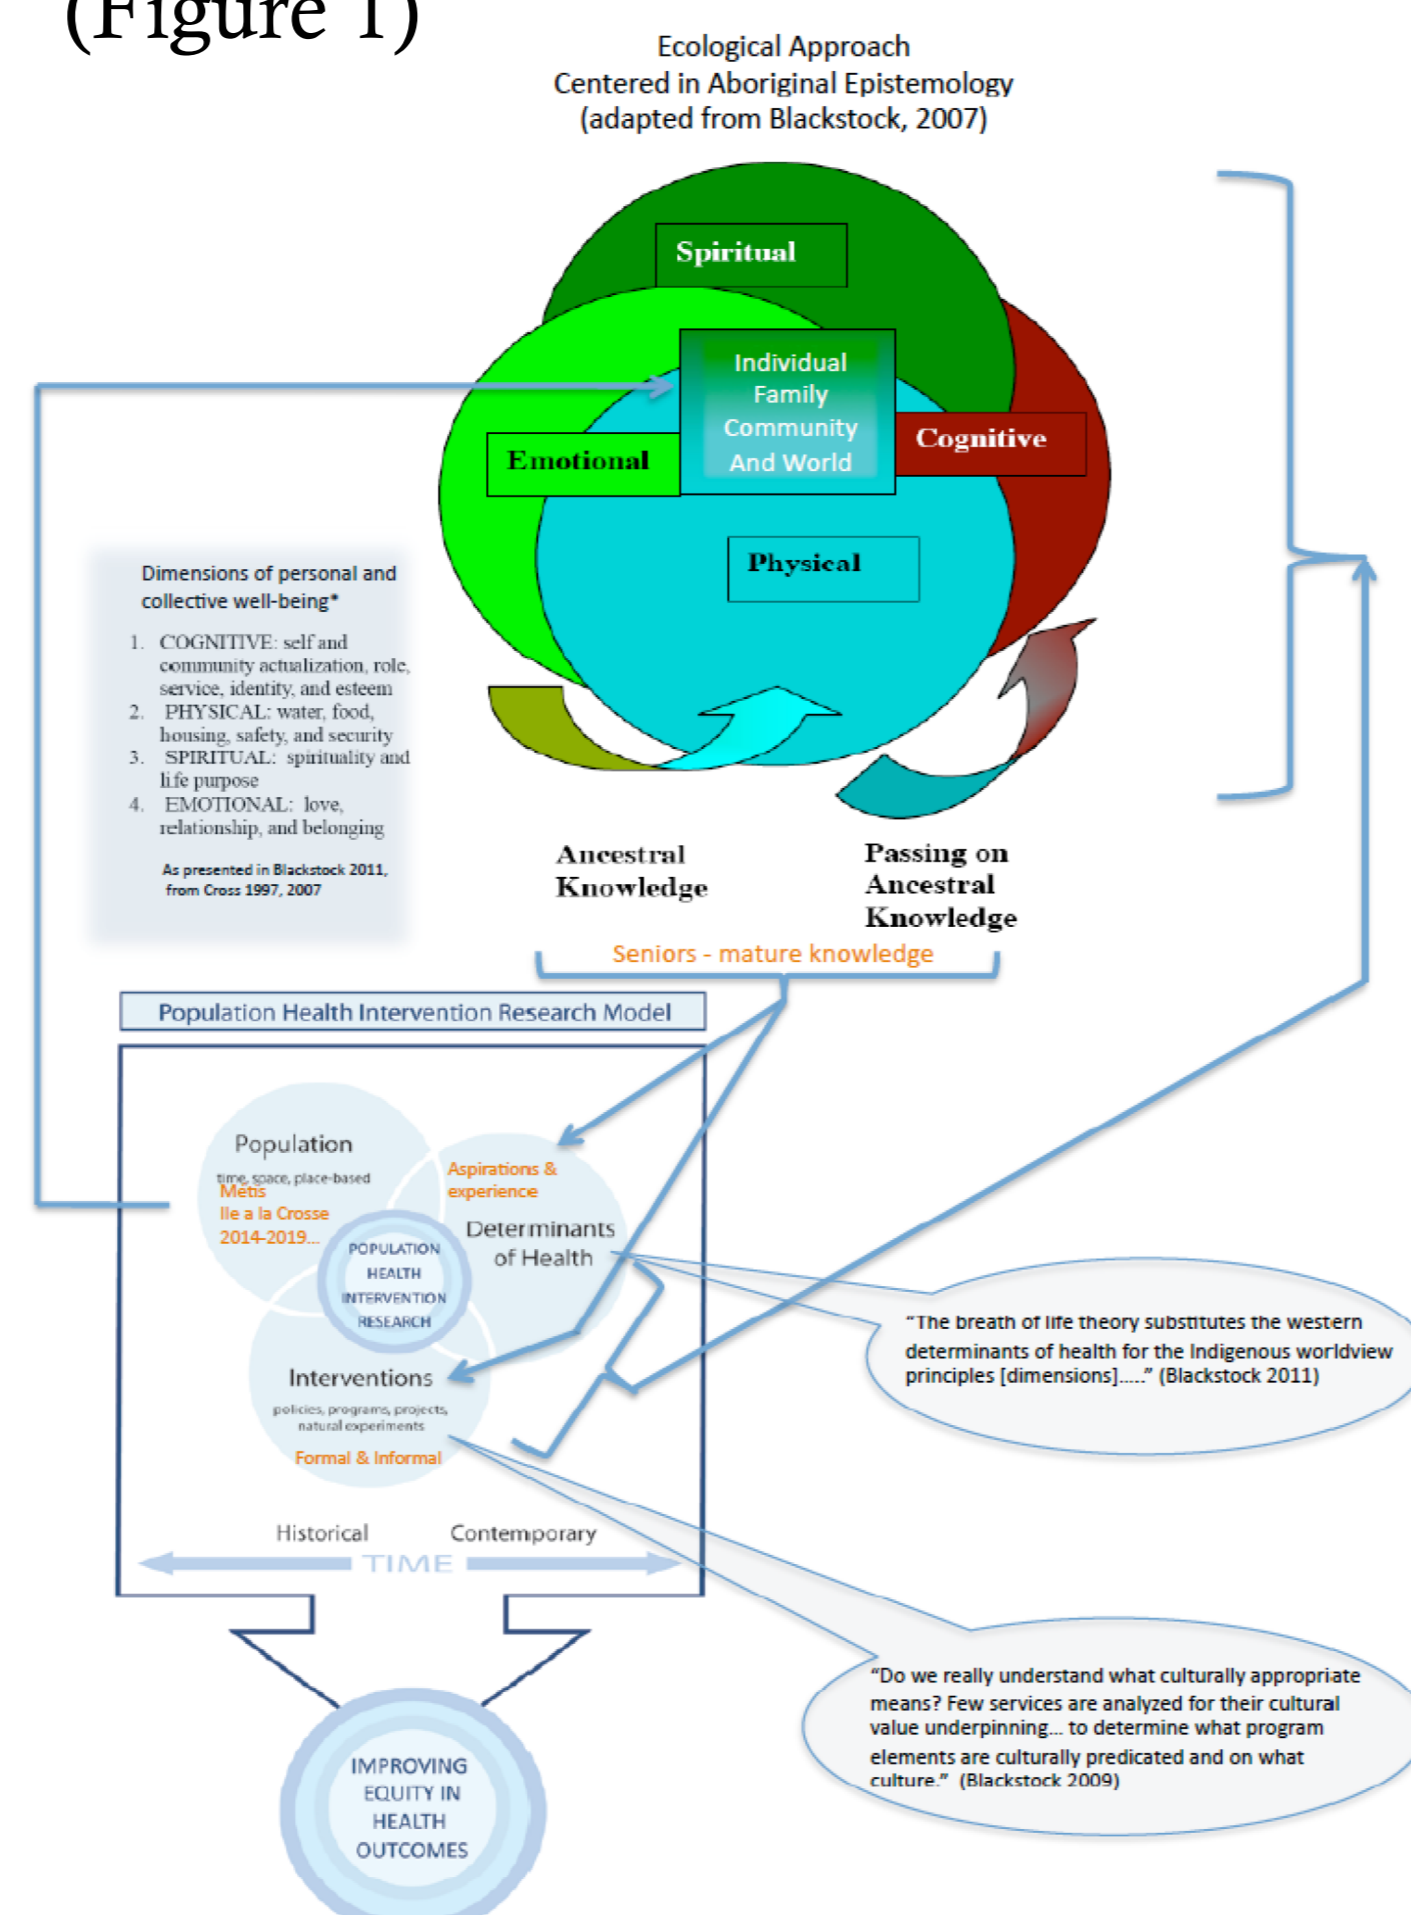 (Figure 1)
Ecological Approach
Centered in Aboriginal Epistemology
(adapted from Blackstock, 2007)
Spiritual
Individual
Family
Community
And World
Cognitive
Emotional
Physical
Dimensions of personal and
collective well-being*
1. COGNITIVE: self and
community actualization, role,
service, identity, and esteem
2. PHYSICAL: water, food,
housing, safety, and security
3. SPIRITUAL: spirituality and
life purpose
4. EMOTIONAL: love,
relationship, and belonging
As presented in Blackstock 2011,
from Cross 1997, 2007
Ancestral
Knowledge
Passing on
Ancestral
Knowledge
Seniors - mature knowledge
Population Health Intervention Research Model
Population
time, space, place-based
Metis
Ile a la Crosse
2014-2019...
Aspirations &
experience
Determinants
of Health
POPULATION
HEALTH
INTERVENTION
RESEARCH
Interventions
policies, programs, projects,
natural experiments
Formal & Informal
Historical
Contemporary
TIME
"The breath of life theory substitutes the western
determinants of health for the Indigenous worldview
principles [dimensions]....." (Blackstock 2011)
"Do we really understand what culturally appropriate
means? Few services are analyzed for their cultural
value underpinning... to determine what program
elements are culturally predicated and on what
culture." (Blackstock 2009)
IMPROVING
EQUITY IN
HEALTH
OUTCOMES